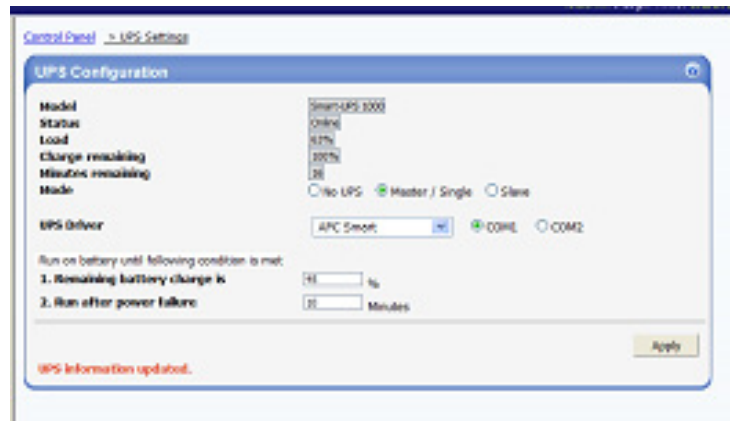 Control Panel > UPS Settings
UPS Configuration
Model Smart-UPS 1000
Status Online
Load
Charge remaining 100%
Minutes remaining
Mode No UPS Master / Single Slave
UPS Driver APC Smart COM1 COM2
Run on battery until following condition is met
1. Remaining battery charge is %
2. Run after power failure Minutes
Apply
UPS information updated.